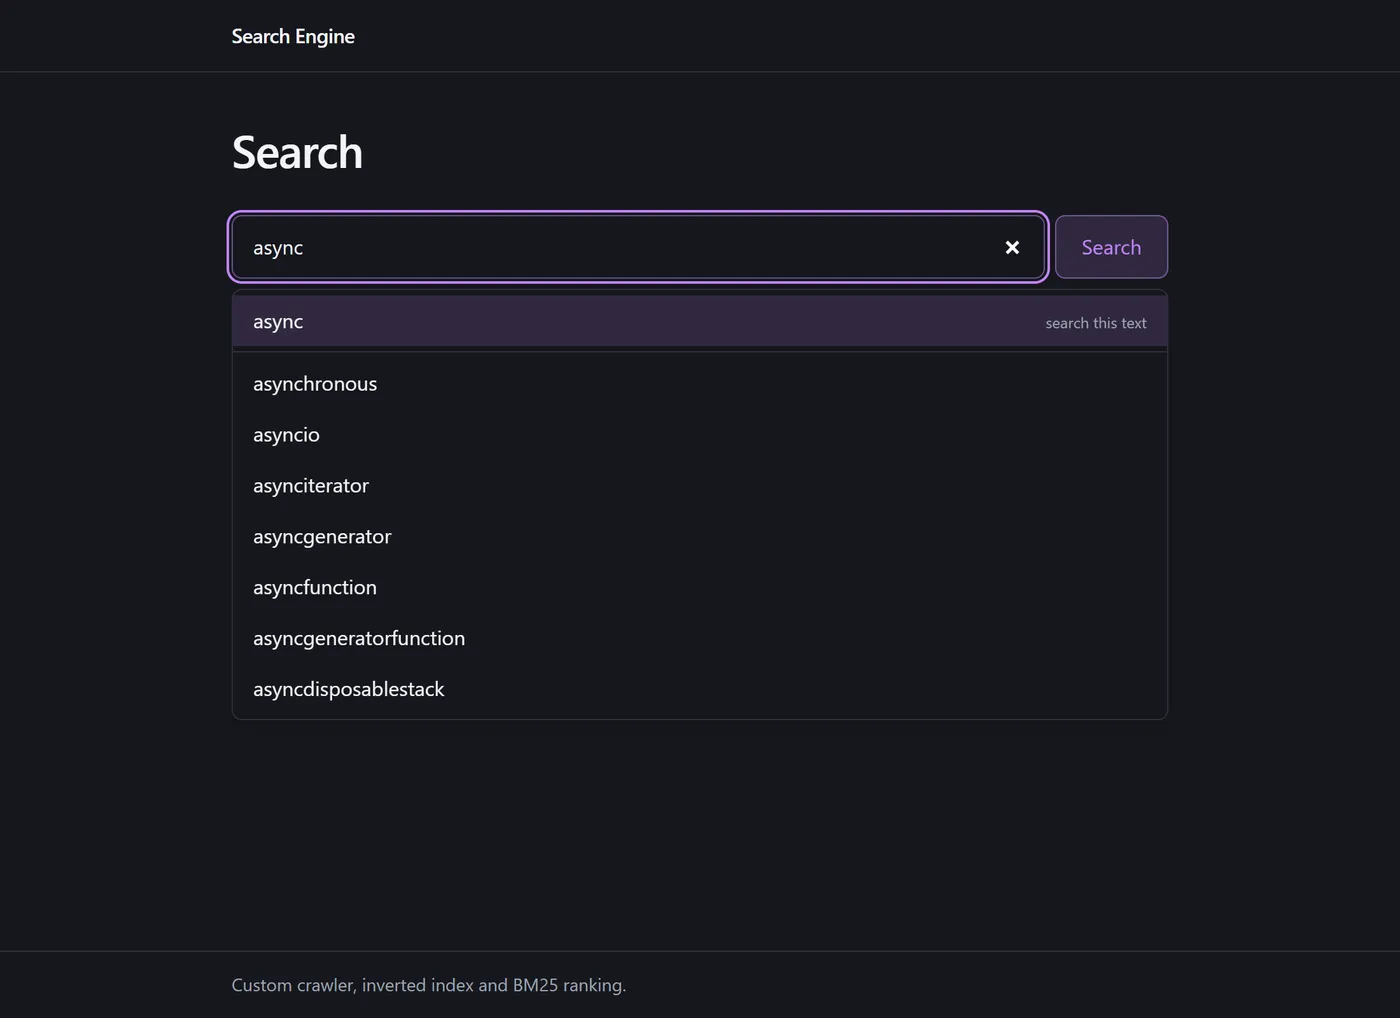 Search Engine
Search
async
Search
async search this text
asynchronous
asyncio
asynciterator
asyncgenerator
asyncfunction
asyncgeneratorfunction
asyncdisposablestack
Custom crawler, inverted index and BM25 ranking.